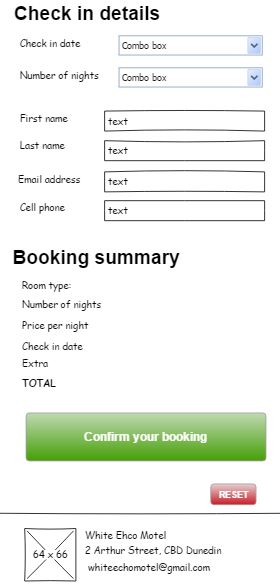 Check in details
Check in date Combo box
Number of nights Combo box
First name text
Last name text
Email address text
Cell phone text
Booking summary
Room type:
Number of nights
Price per night
Check in date
Extra
TOTAL
Confirm your booking
RESET
64 x 66
White Ehco Motel
2 Arthur Street, CBD Dunedin
whiteechomotel@gmail.com